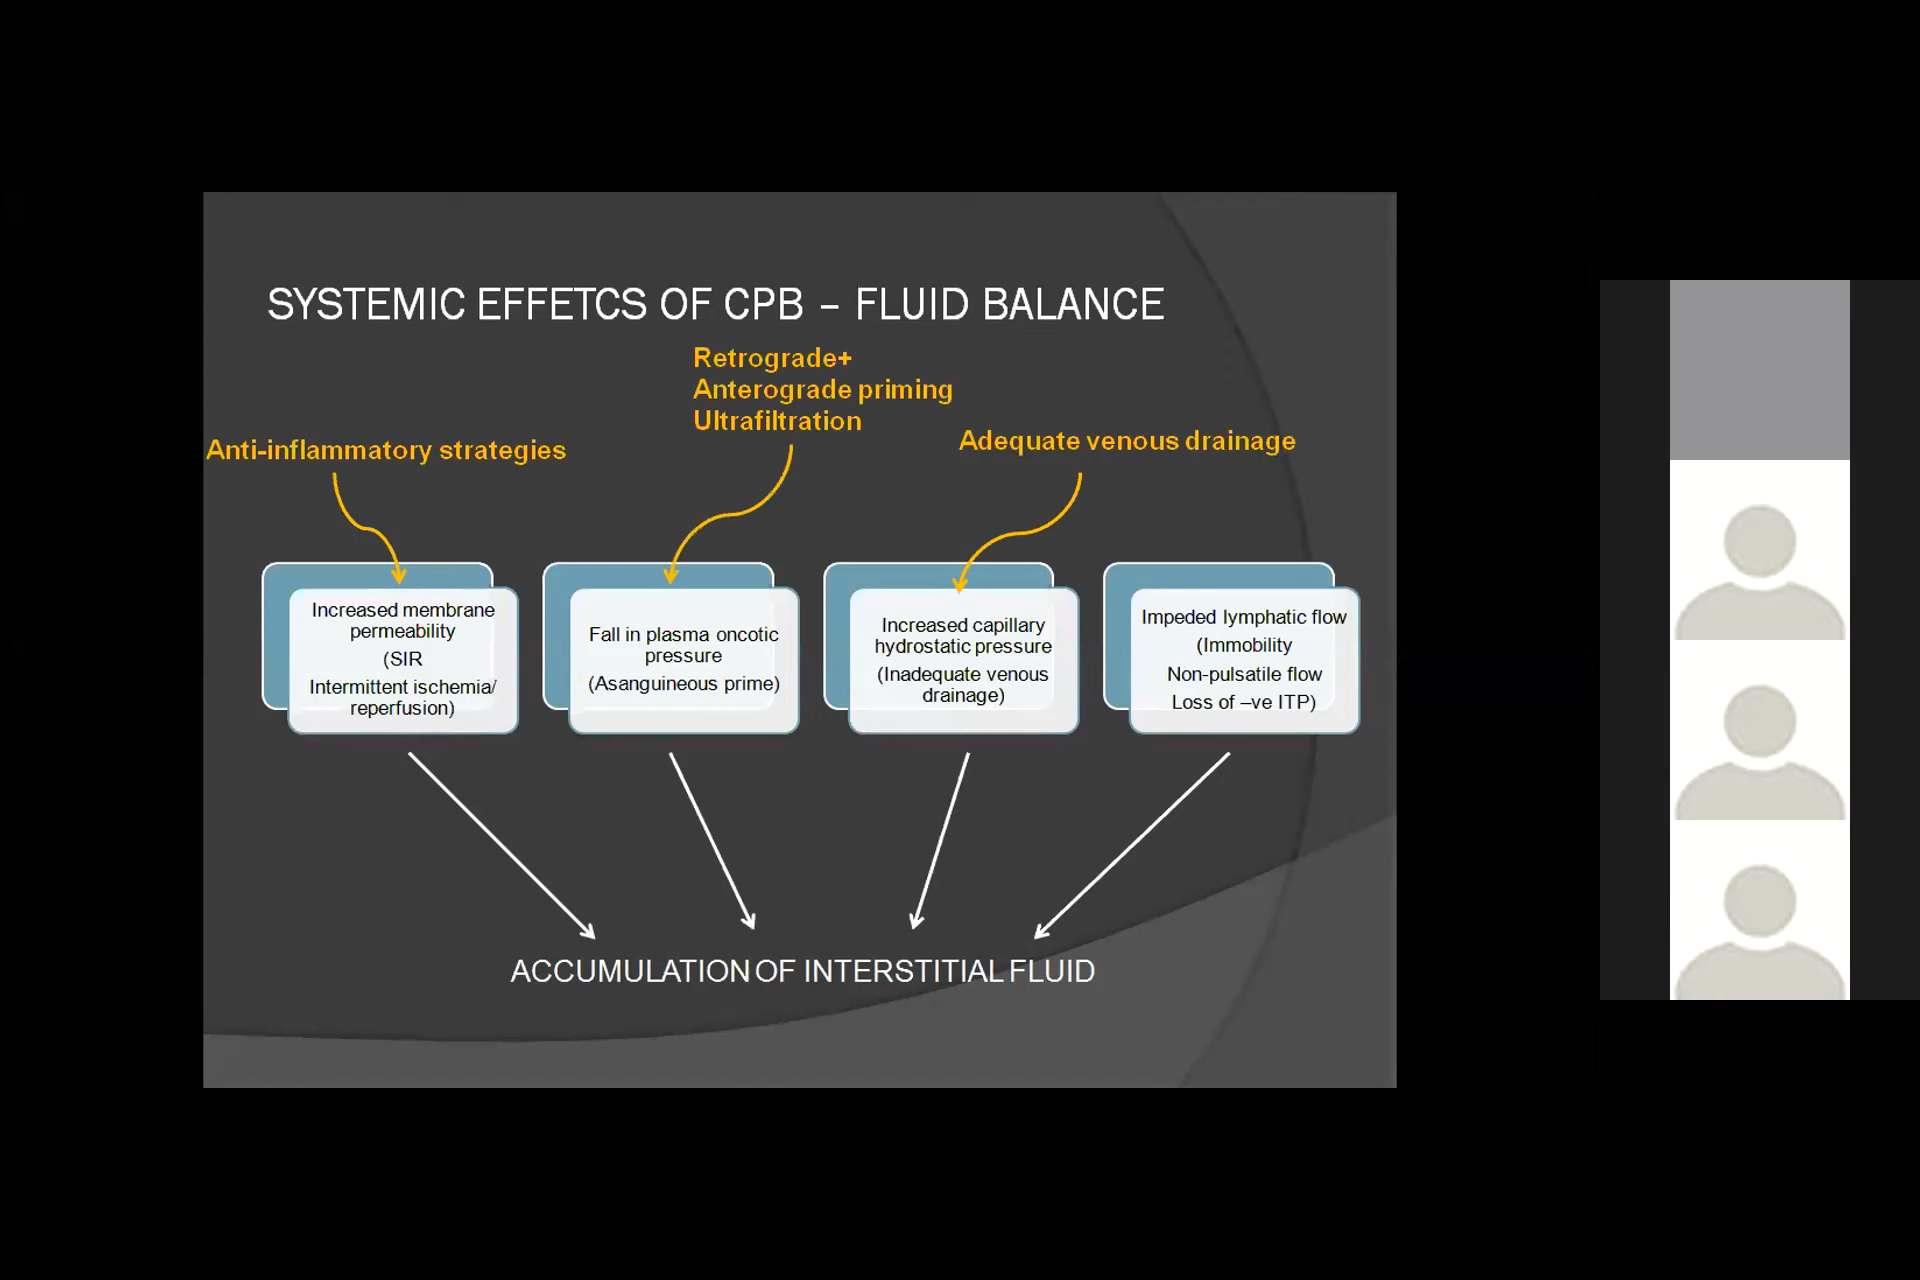 SYSTEMIC EFFETCS OF CPB – FLUID BALANCE
Retrograde+
Anterograde priming
Ultrafiltration
Anti-inflammatory strategies
Adequate venous drainage
Increased membrane
permeability
(SIR
Intermittent ischemia/
reperfusion)
Fall in plasma oncotic
pressure
(Asanguineous prime)
Increased capillary
hydrostatic pressure
(Inadequate venous
drainage)
Impeded lymphatic flow
(Immobility
Non-pulsatile flow
Loss of –ve ITP)
ACCUMULATION OF INTERSTITIAL FLUID